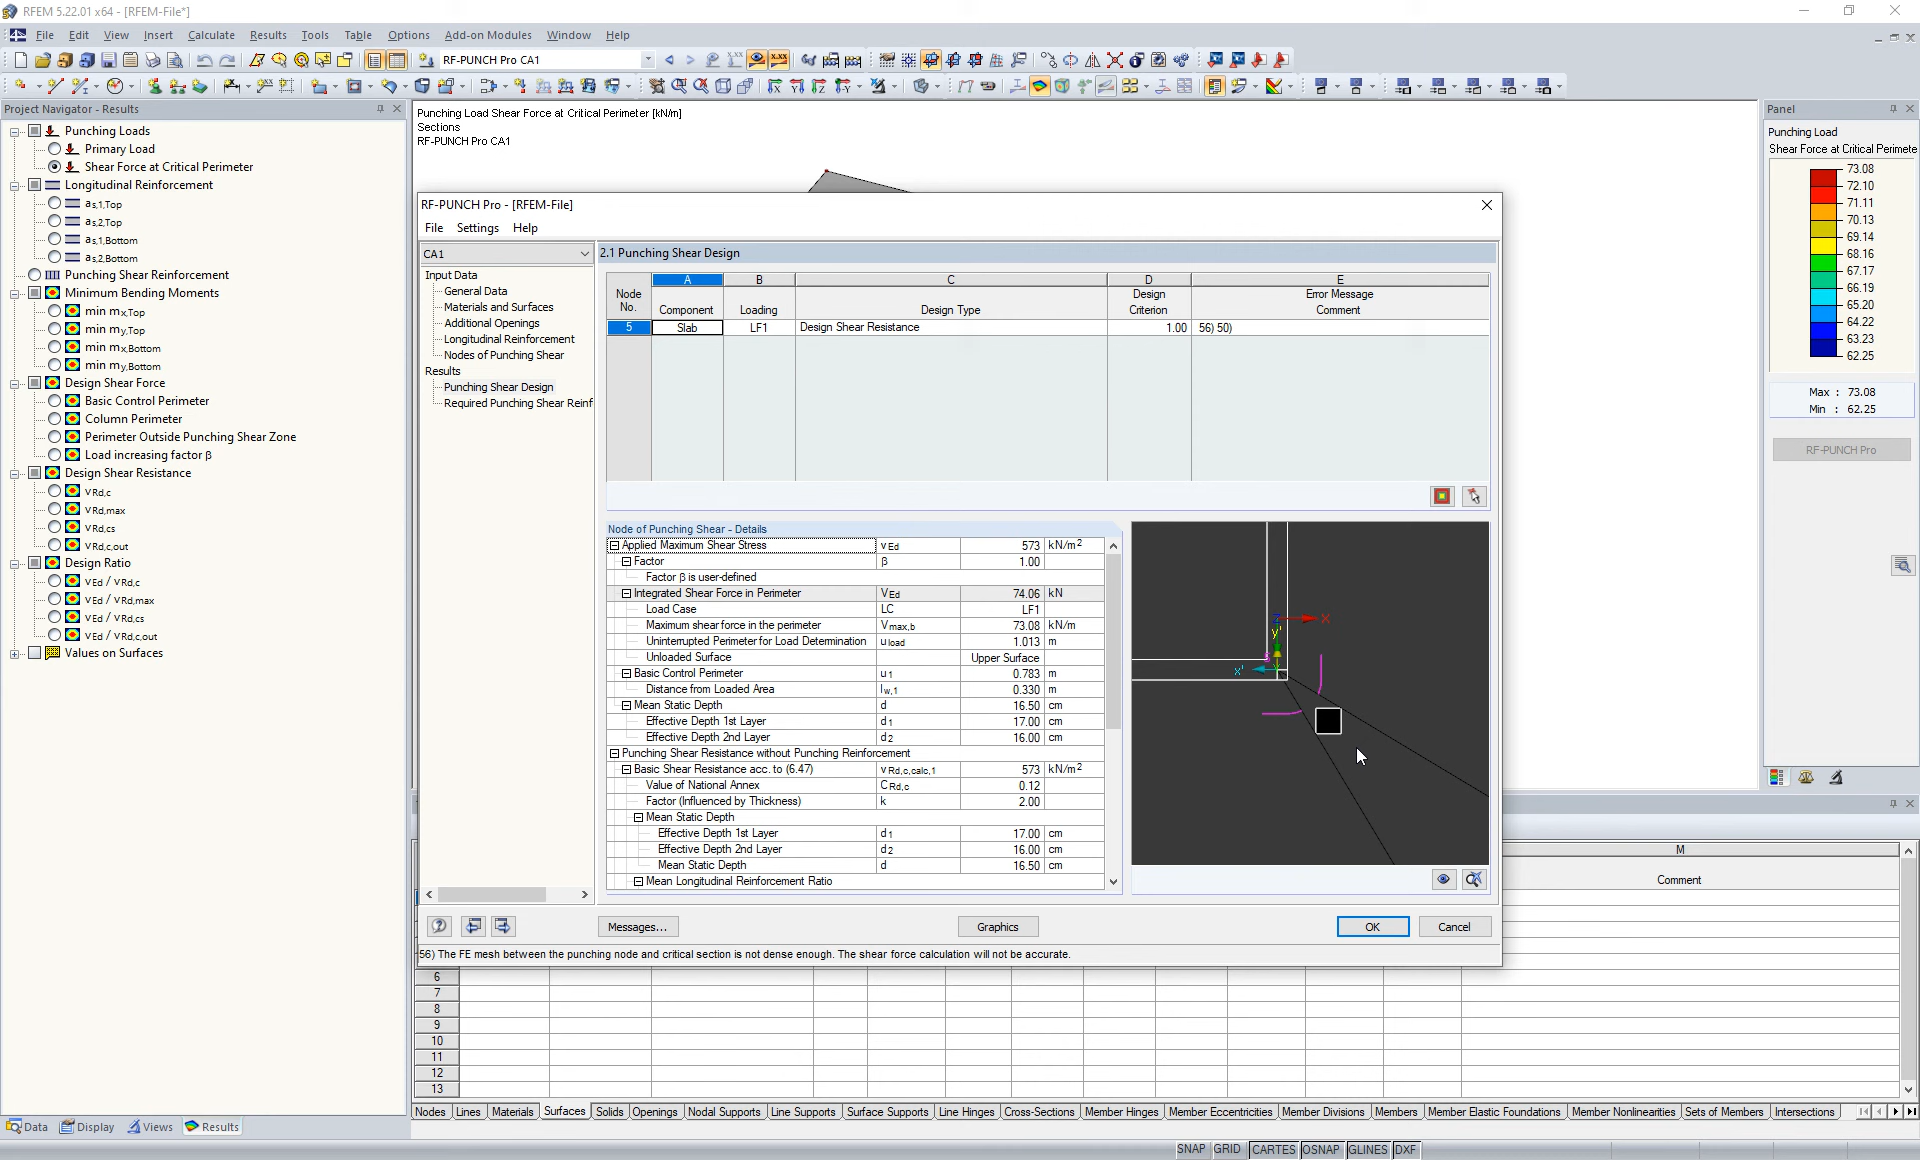 RFEM 5.22.01 x64 - [RFEM-File*]
File Edit View Insert Calculate Results Tools Table Options Add-on Modules Window Help
RF-PUNCH Pro CA1
Project Navigator - Results
Punching Loads
Primary Load
Shear Force at Critical Perimeter
Longitudinal Reinforcement
as,1,Top
as,2,Top
as,1,Bottom
as,2,Bottom
Punching Shear Reinforcement
Minimum Bending Moments
min mx,Top
min my,Top
min mx,Bottom
min my,Bottom
Design Shear Force
Basic Control Perimeter
Column Perimeter
Perimeter Outside Punching Shear Zone
Load increasing factor β
Design Shear Resistance
vRd,c
vRd,max
vRd,cs
vRd,c,out
Design Ratio
vEd / vRd,c
vEd / vRd,max
vEd / vRd,cs
vEd / vRd,c,out
Values on Surfaces
Data Display Views Results
Punching Load Shear Force at Critical Perimeter [kN/m]
Sections
RF-PUNCH Pro CA1
RF-PUNCH Pro - [RFEM-File]
File Settings Help
CA1
Input Data
General Data
Materials and Surfaces
Additional Openings
Longitudinal Reinforcement
Nodes of Punching Shear
Results
Punching Shear Design
Required Punching Shear Reinf
2.1 Punching Shear Design
A B C D E
Node No. Component Loading Design Type Design Criterion Error Message Comment
5 Slab LF1 Design Shear Resistance 1.00 56) 50)
Node of Punching Shear - Details
Applied Maximum Shear Stress vEd 573 kN/m2
Factor β 1.00
Factor β is user-defined
Integrated Shear Force in Perimeter VEd 74.06 kN
Load Case LC LF1
Maximum shear force in the perimeter Vmax,b 73.08 kN/m
Uninterrupted Perimeter for Load Determination uload 1.013 m
Unloaded Surface Upper Surface
Basic Control Perimeter u1 0.783 m
Distance from Loaded Area lw,1 0.330 m
Mean Static Depth d 16.50 cm
Effective Depth 1st Layer d1 17.00 cm
Effective Depth 2nd Layer d2 16.00 cm
Punching Shear Resistance without Punching Reinforcement
Basic Shear Resistance acc. to (6.47) vRd,c,calc,1 573 kN/m2
Value of National Annex CRd,c 0.12
Factor (Influenced by Thickness) k 2.00
Mean Static Depth
Effective Depth 1st Layer d1 17.00 cm
Effective Depth 2nd Layer d2 16.00 cm
Mean Static Depth d 16.50 cm
Mean Longitudinal Reinforcement Ratio
Messages... Graphics OK Cancel
56) The FE mesh between the punching node and critical section is not dense enough. The shear force calculation will not be accurate.
Panel
Punching Load
Shear Force at Critical Perimete
73.08
72.10
71.11
70.13
69.14
68.16
67.17
66.19
65.20
64.22
63.23
62.25
Max : 73.08
Min : 62.25
RF-PUNCH Pro
M
Comment
6
7
8
9
10
11
12
13
Nodes Lines Materials Surfaces Solids Openings Nodal Supports Line Supports Surface Supports Line Hinges Cross-Sections Member Hinges Member Eccentricities Member Divisions Members Member Elastic Foundations Member Nonlinearities Sets of Members Intersections
SNAP GRID CARTES OSNAP GLINES DXF